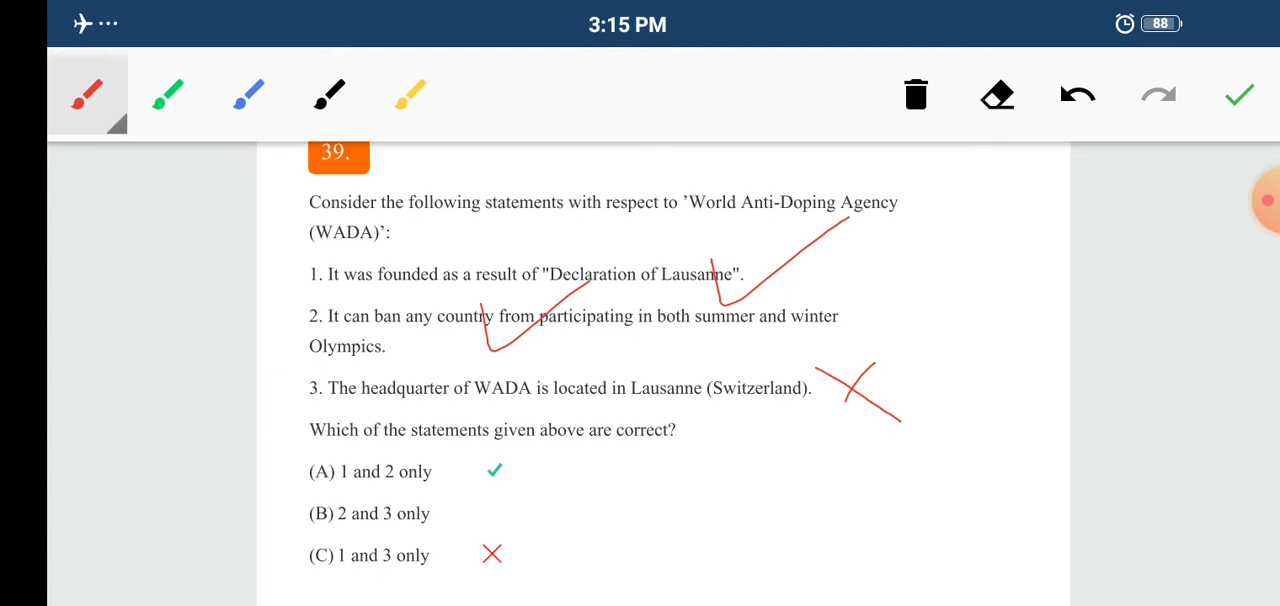 3:15 PM
88
39.
Consider the following statements with respect to ’World Anti-Doping Agency
(WADA)’:
1. It was founded as a result of "Declaration of Lausanne".
2. It can ban any country from participating in both summer and winter
Olympics.
3. The headquarter of WADA is located in Lausanne (Switzerland).
Which of the statements given above are correct?
(A) 1 and 2 only
(B) 2 and 3 only
(C) 1 and 3 only